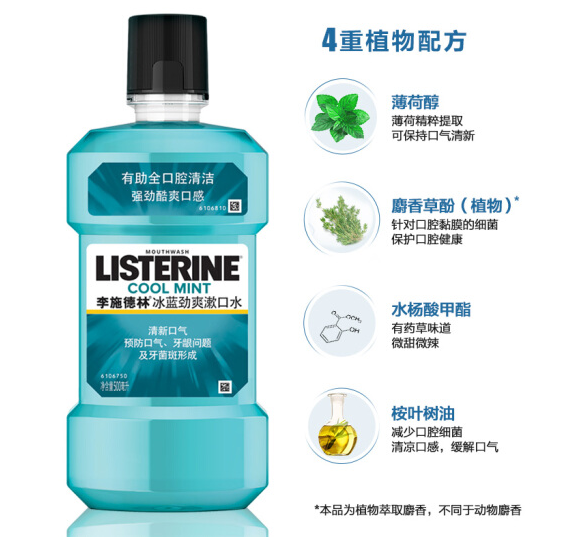 4重植物配方
有助全口腔清洁
强劲酷爽口感
6106810
MOUTHWASH
LISTERINE®
COOL MINT
李施德林®冰蓝劲爽漱口水
清新口气
预防口气、牙龈问题
及牙菌斑形成
6106750
净含量500毫升
薄荷醇
薄荷精粹提取
可保持口气清新
麝香草酚（植物）*
针对口腔黏膜的细菌
保护口腔健康
水杨酸甲酯
有药草味道
微甜微辣
O
OCH₃
OH
桉叶树油
减少口腔细菌
清凉口感，缓解口气
*本品为植物萃取麝香，不同于动物麝香